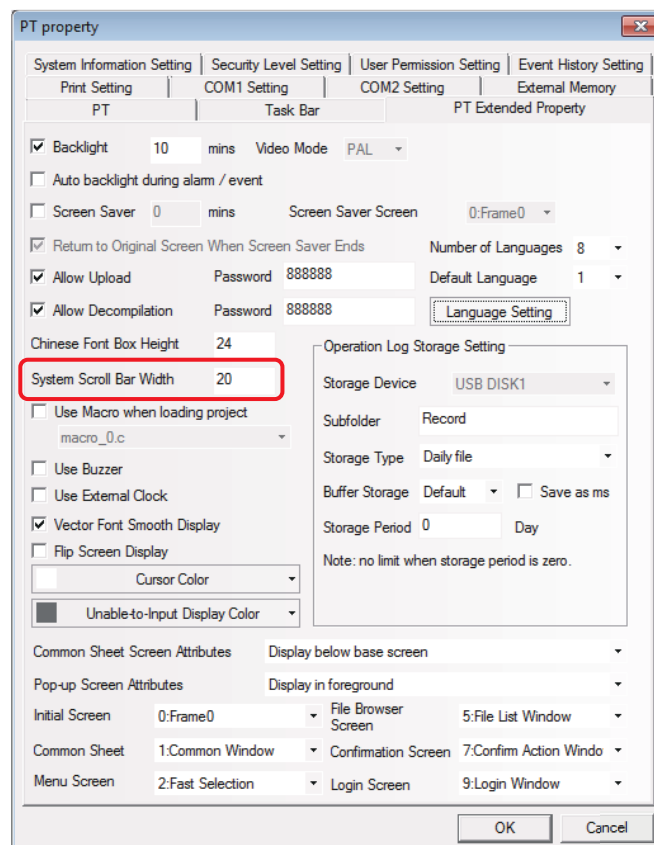 PT property
System Information Setting Security Level Setting User Permission Setting Event History Setting
Print Setting COM1 Setting COM2 Setting External Memory
PT Task Bar PT Extended Property
Backlight 10 mins Video Mode PAL
Auto backlight during alarm / event
Screen Saver 0 mins Screen Saver Screen 0:Frame0
Return to Original Screen When Screen Saver Ends Number of Languages 8
Allow Upload Password 888888 Default Language 1
Allow Decompilation Password 888888 Language Setting
Chinese Font Box Height 24
System Scroll Bar Width 20
Use Macro when loading project
macro_0.c
Use Buzzer
Use External Clock
Vector Font Smooth Display
Flip Screen Display
Cursor Color
Unable-to-Input Display Color
Operation Log Storage Setting
Storage Device USB DISK1
Subfolder Record
Storage Type Daily file
Buffer Storage Default Save as ms
Storage Period 0 Day
Note: no limit when storage period is zero.
Common Sheet Screen Attributes Display below base screen
Pop-up Screen Attributes Display in foreground
Initial Screen 0:Frame0 File Browser Screen 5:File List Window
Common Sheet 1:Common Window Confirmation Screen 7:Confirm Action Windo
Menu Screen 2:Fast Selection Login Screen 9:Login Window
OK Cancel